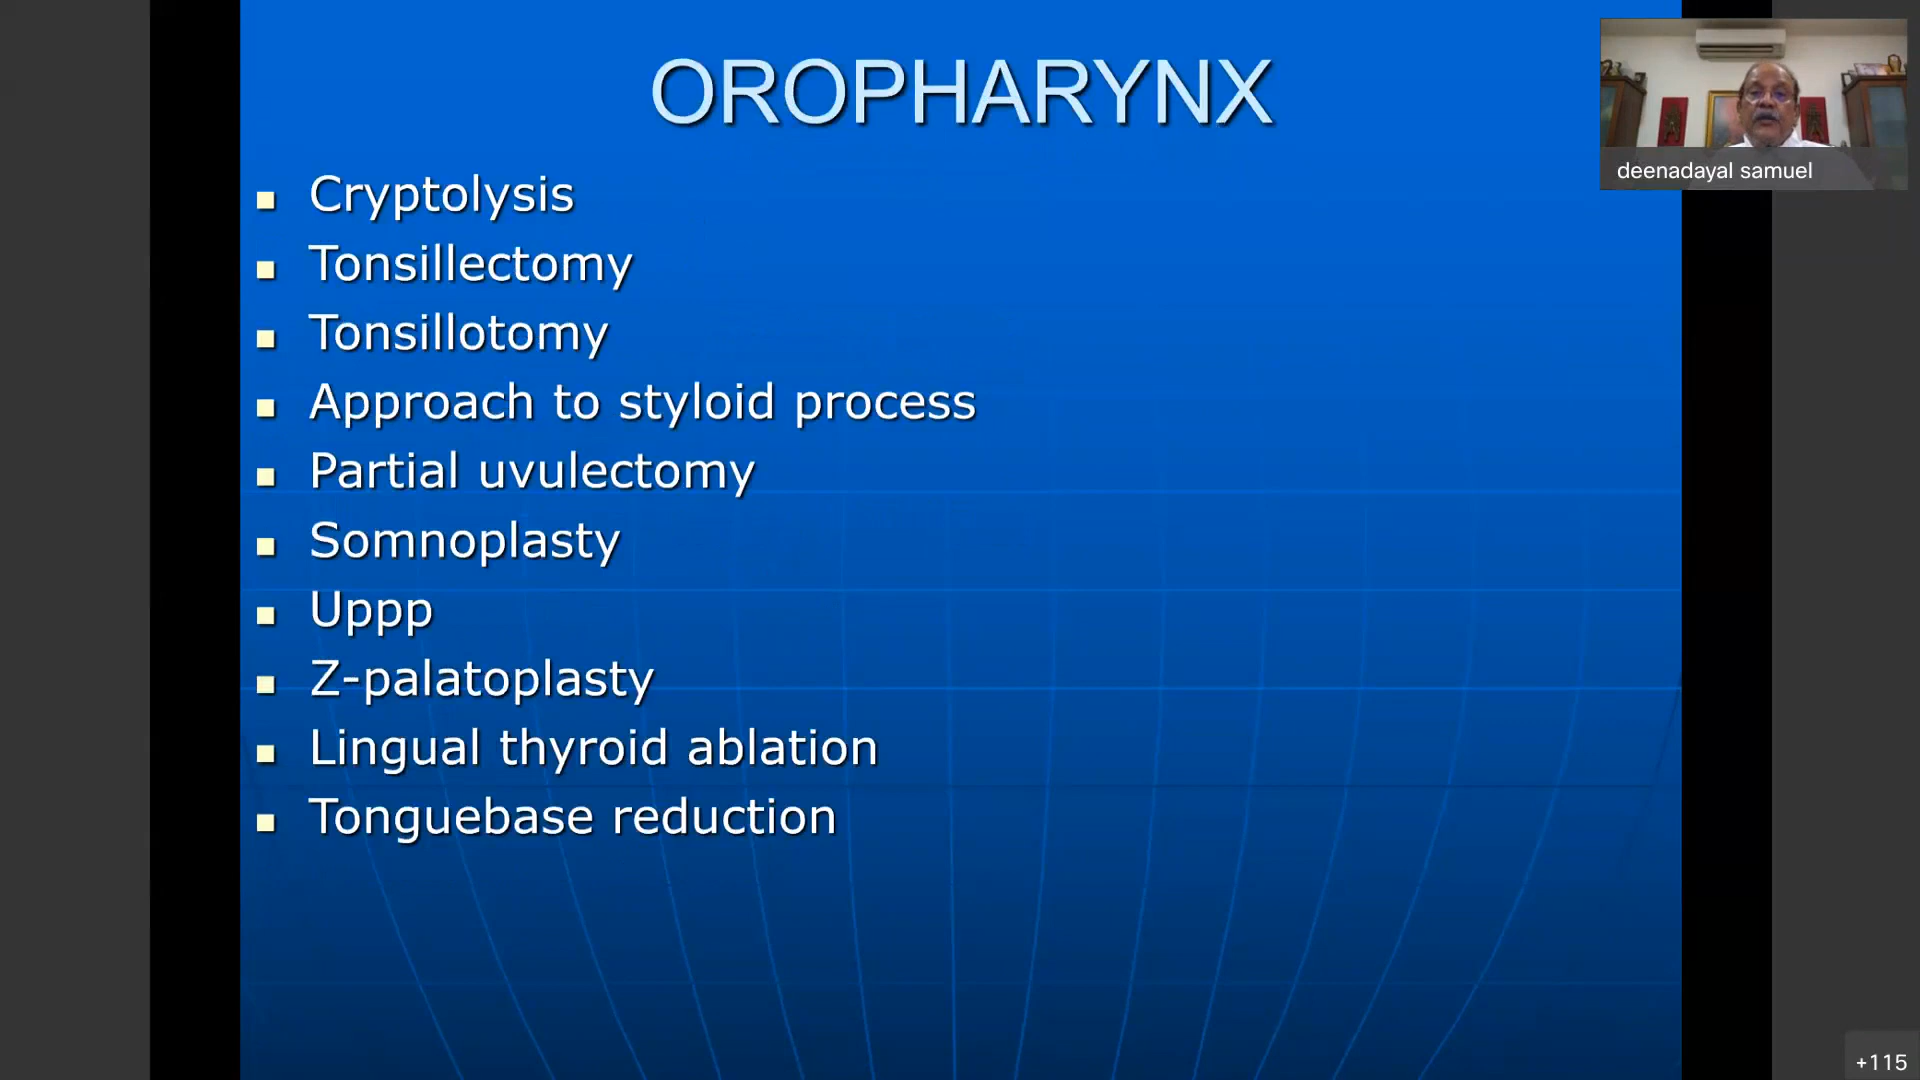 OROPHARYNX
Cryptolysis
Tonsillectomy
Tonsillotomy
Approach to styloid process
Partial uvulectomy
Somnoplasty
Uppp
Z-palatoplasty
Lingual thyroid ablation
Tonguebase reduction
deenadayal samuel
+115